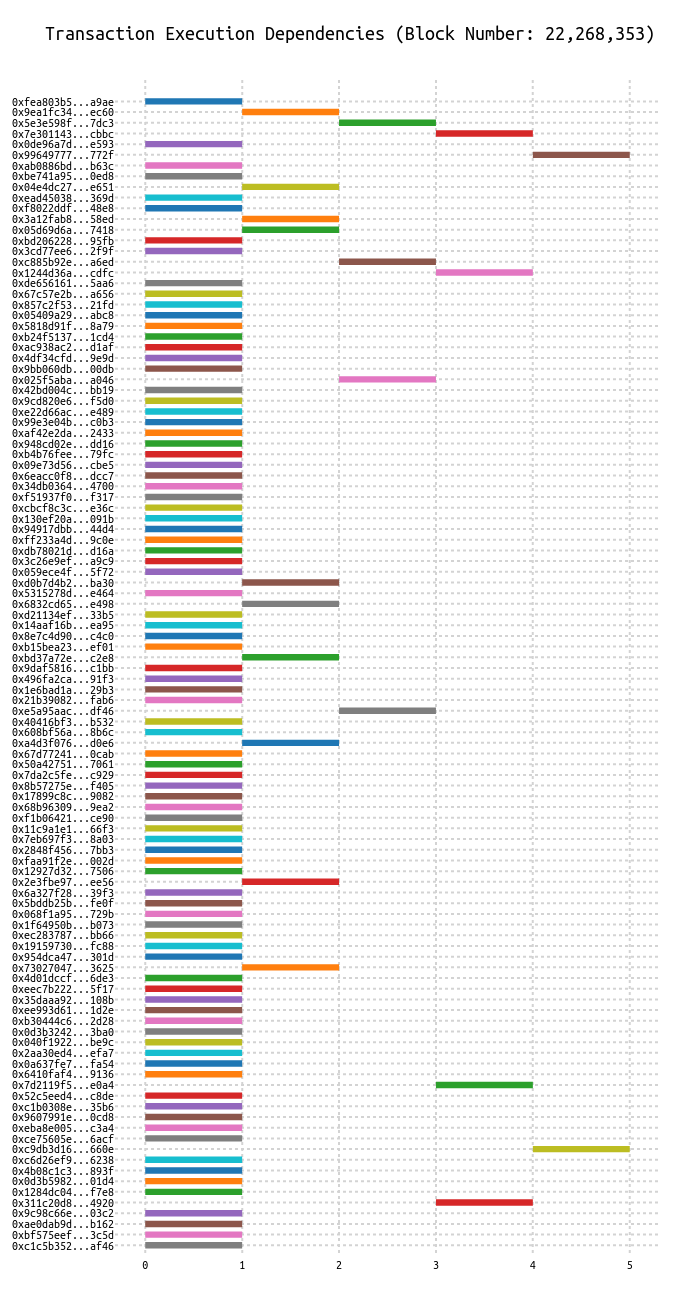 Transaction Execution Dependencies (Block Number: 22,268,353)
0xfea803b5...a9ae
0x9ea1fc34...ec60
0x5e3e598f...7dc3
0x7e301143...cbbc
0x0de96a7d...e593
0x99649777...772f
0xab0886bd...b63c
0xbe741a95...0ed8
0x04e4dc27...e651
0xead45038...369d
0xf8022ddf...48e8
0x3a12fab8...58ed
0x05d69d6a...7418
0xbd206228...95fb
0x3cd77ee6...2f9f
0xc885b92e...a6ed
0x1244d36a...cdfc
0xde656161...5aa6
0x67c57e2b...a656
0x857c2f53...21fd
0x05409a29...abc8
0x5818d91f...8a79
0xb24f5137...1cd4
0xac938ac2...d1af
0x4df34cfd...9e9d
0x9bb060db...00db
0x025f5aba...a046
0x42bd004c...bb19
0x9cd820e6...f5d0
0xe22d66ac...e489
0x99e3e04b...c0b3
0xaf42e2da...2433
0x948cd02e...dd16
0xb4b76fee...79fc
0x09e73d56...cbe5
0x6eacc0f8...dcc7
0x34db0364...4700
0xf51937f0...f317
0xcbcf8c3c...e36c
0x130ef20a...091b
0x94917dbb...44d4
0xff233a4d...9c0e
0xdb78021d...d16a
0x3c26e9ef...a9c9
0x059ece4f...5f72
0xd0b7d4b2...ba30
0x5315278d...e464
0x6832cd65...e498
0xd21134ef...33b5
0x14aaf16b...ea95
0x8e7c4d90...c4c0
0xb15bea23...ef01
0xbd37a72e...c2e8
0x9daf5816...c1bb
0x496fa2ca...91f3
0x1e6bad1a...29b3
0x21b39082...fab6
0xe5a95aac...df46
0x40416bf3...b532
0x608bf56a...8b6c
0xa4d3f076...d0e6
0x67d77241...0cab
0x50a42751...7061
0x7da2c5fe...c929
0x8b57275e...f405
0x17899c8c...9082
0x68b96309...9ea2
0xf1b06421...ce90
0x11c9a1e1...66f3
0x7eb697f3...8a03
0x2848f456...7bb3
0xfaa91f2e...002d
0x12927d32...7506
0x2e3fbe97...ee56
0x6a327f28...39f3
0x5bddb25b...fe0f
0x068f1a95...729b
0x1f64950b...b073
0xec283787...bb66
0x19159730...fc88
0x954dca47...301d
0x73027047...3625
0x4d01dccf...6de3
0xeec7b222...5f17
0x35daaa92...108b
0xee993d61...1d2e
0xb30444c6...2d28
0x0d3b3242...3ba0
0x040f1922...be9c
0x2aa30ed4...efa7
0x0a637fe7...fa54
0x6410faf4...9136
0x7d2119f5...e0a4
0x52c5eed4...c8de
0xc1b0308e...35b6
0x9607991e...0cd8
0xeba8e005...c3a4
0xce75605e...6acf
0xc9db3d16...660e
0xc6d26ef9...6238
0x4b08c1c3...893f
0x0d3b5982...01d4
0x1284dc04...f7e8
0x311c20d8...4920
0x9c98c66e...03c2
0xae0dab9d...b162
0xbf575eef...3c5d
0xc1c5b352...af46
0 1 2 3 4 5